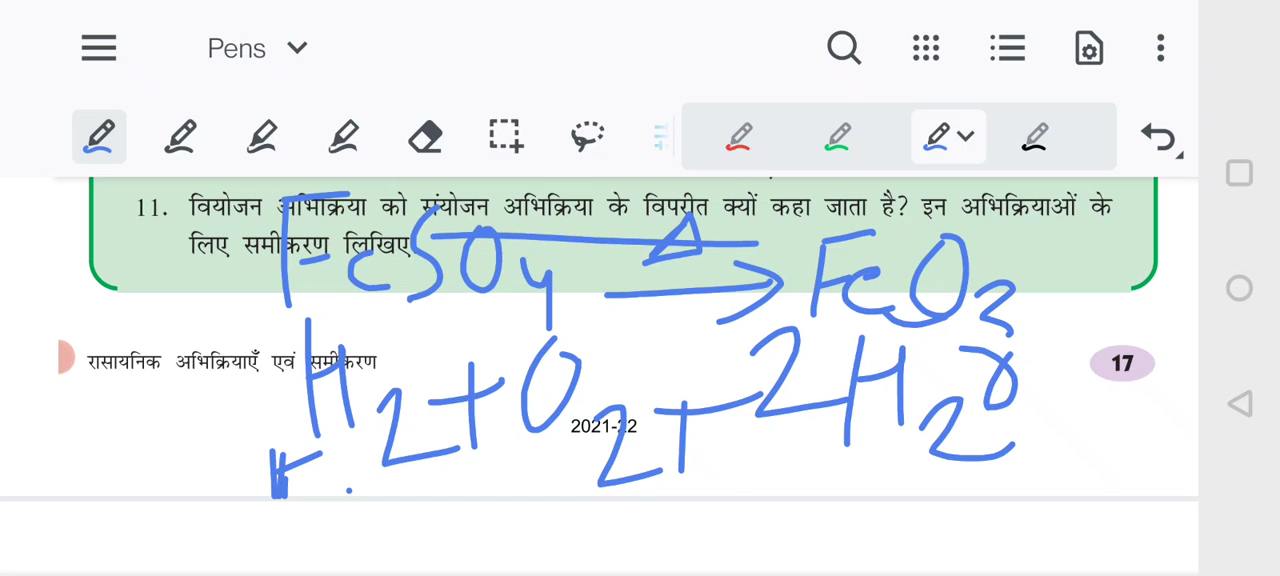 Pens
11. वियोजन अभिक्रिया को संयोजन अभिक्रिया के विपरीत क्यों कहा जाता है? इन अभिक्रियाओं के
लिए समीकरण लिखिए
FeSO4 Δ → FeO3
रासायनिक अभिक्रियाएँ एवं समीकरण 17
H2+O2+2H2O
2021-22